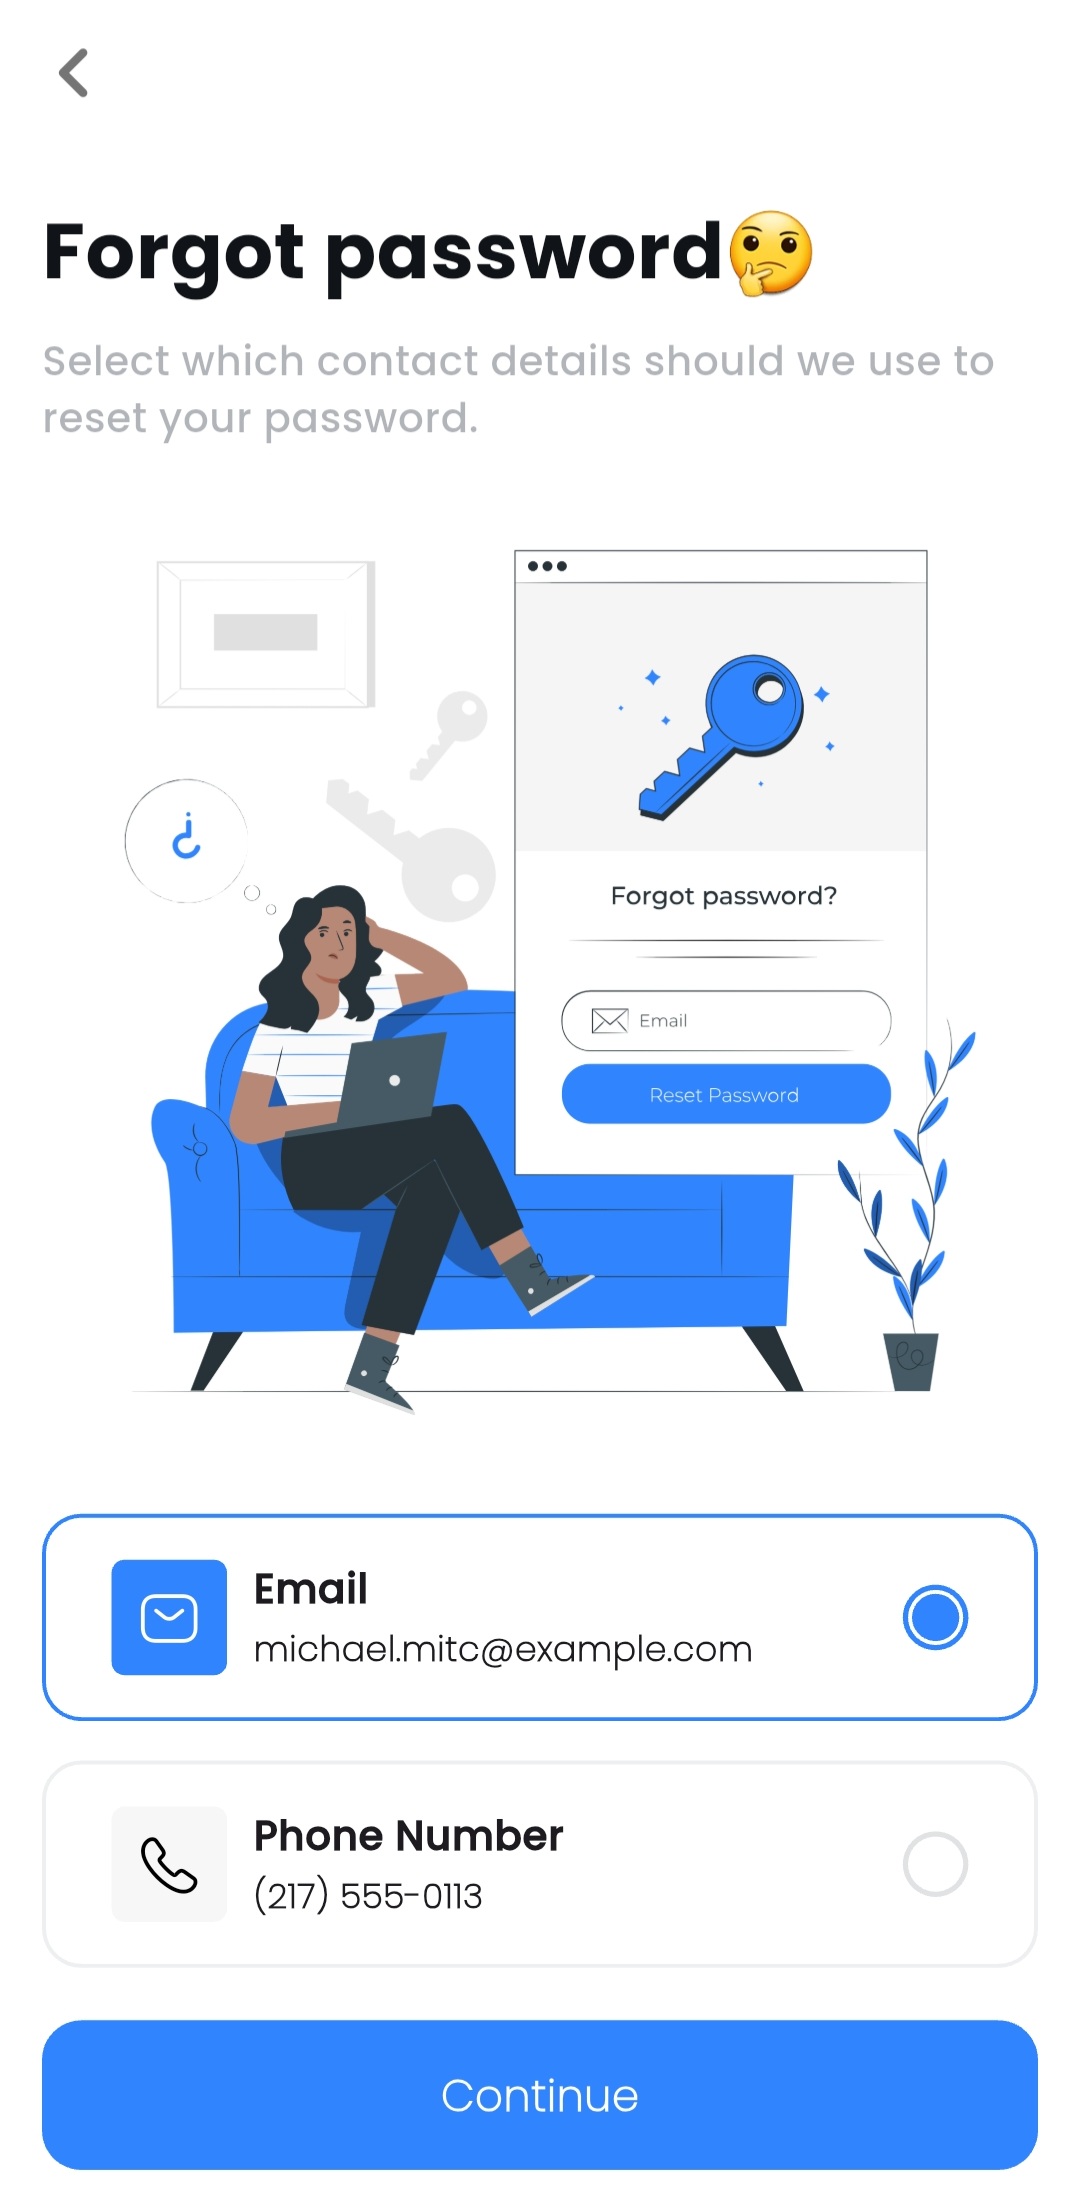 Forgot password🤔
Select which contact details should we use to
reset your password.
¿
Forgot password?
Email
Reset Password
Email
michael.mitc@example.com
Phone Number
(217) 555-0113
Continue